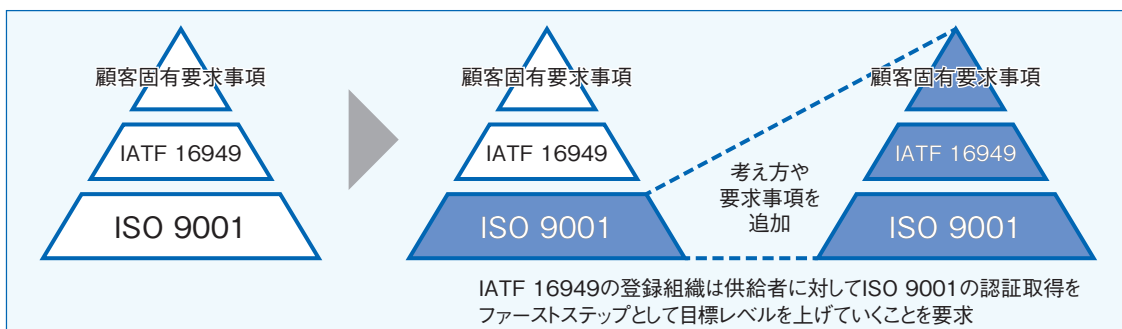 顧客固有要求事項
IATF 16949
ISO 9001
顧客固有要求事項
IATF 16949
ISO 9001
考え方や
要求事項を
追加
顧客固有要求事項
IATF 16949
ISO 9001
IATF 16949の登録組織は供給者に対してISO 9001の認証取得を
ファーストステップとして目標レベルを上げていくことを要求